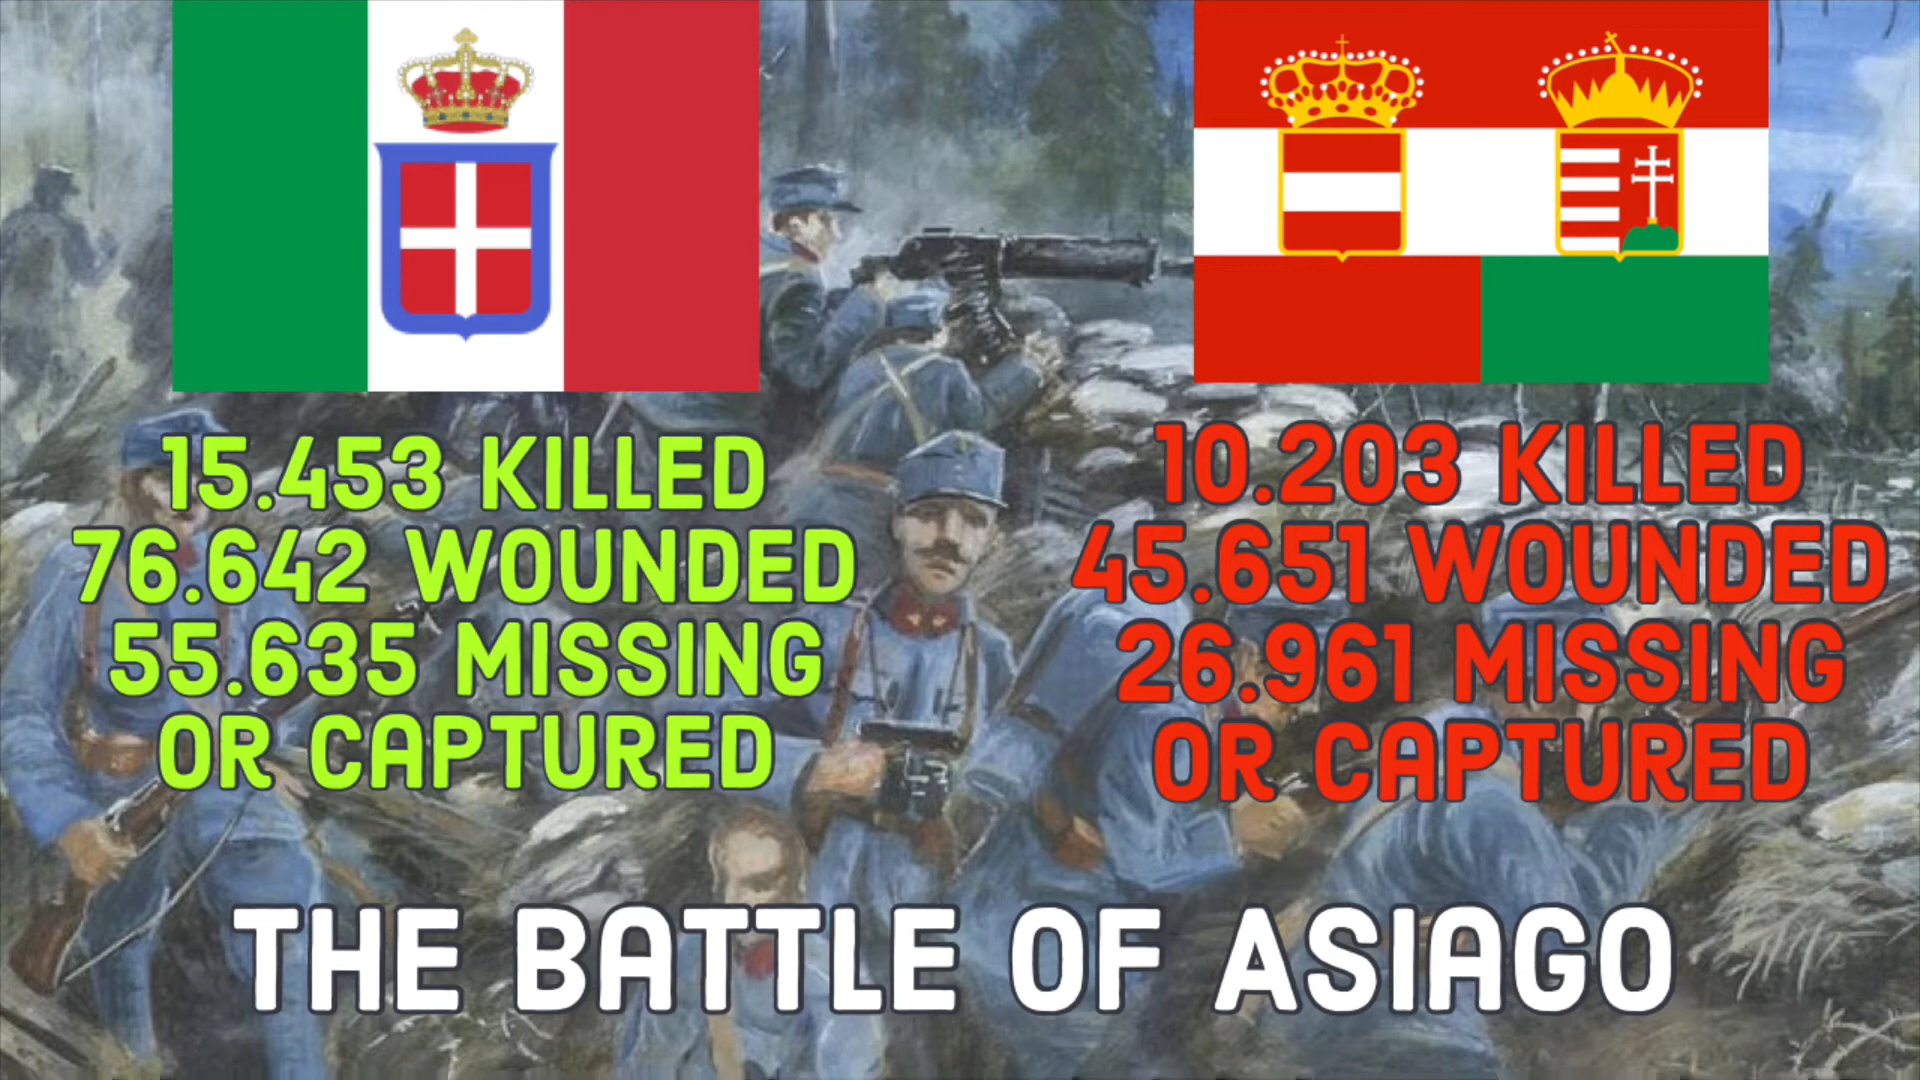 15.453 KILLED
76.642 WOUNDED
55.635 MISSING
OR CAPTURED
10.203 KILLED
45.651 WOUNDED
26.961 MISSING
OR CAPTURED
THE BATTLE OF ASIAGO